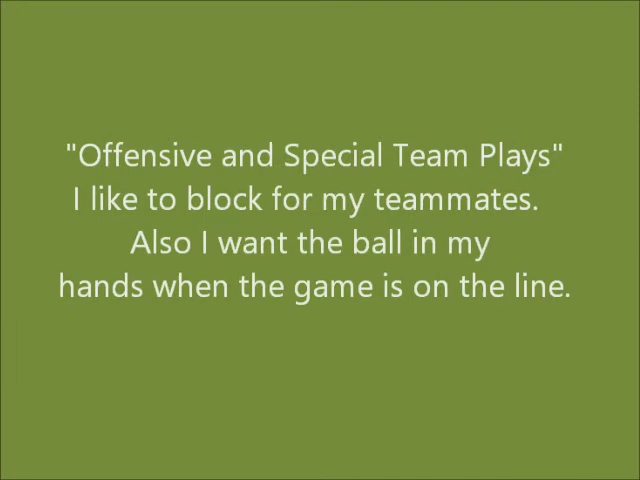 "Offensive and Special Team Plays"
I like to block for my teammates.
Also I want the ball in my
hands when the game is on the line.